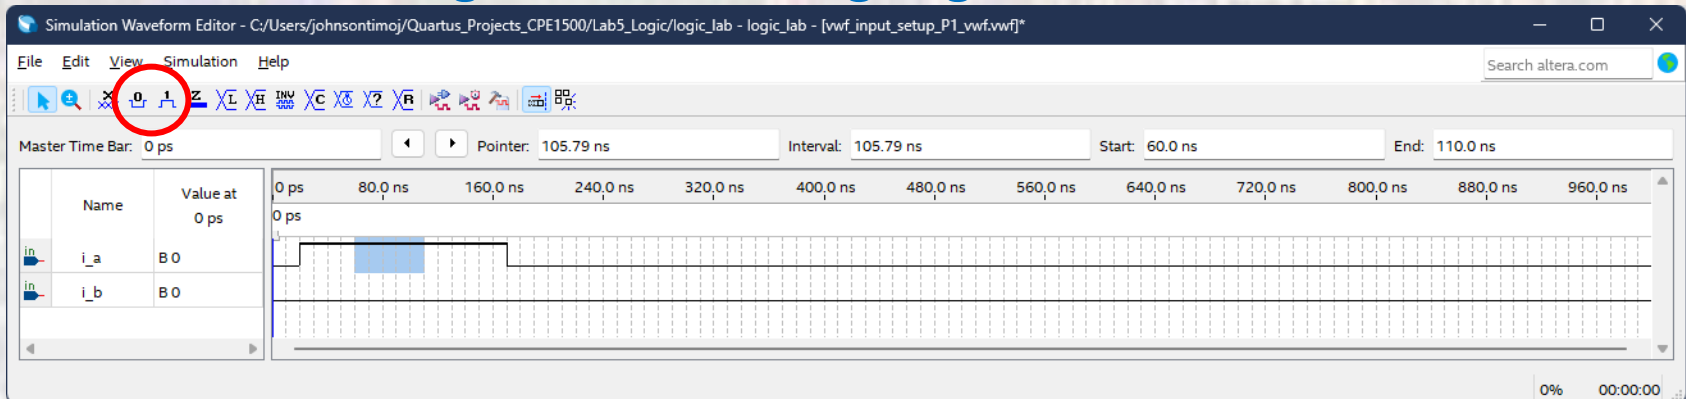 Simulation Waveform Editor - C:/Users/johnsontimoj/Quartus_Projects_CPE1500/Lab5_Logic/logic_lab - logic_lab - [vwf_input_setup_P1_vwf.vwf]*
File Edit View Simulation Help
Search altera.com
0 1 Z L H INV C ? R
Master Time Bar: 0 ps Pointer: 105.79 ns Interval: 105.79 ns Start: 60.0 ns End: 110.0 ns
Name Value at 0 ps
0 ps 80.0 ns 160.0 ns 240.0 ns 320.0 ns 400.0 ns 480.0 ns 560.0 ns 640.0 ns 720.0 ns 800.0 ns 880.0 ns 960.0 ns
0 ps
in i_a B 0
in i_b B 0
0% 00:00:00